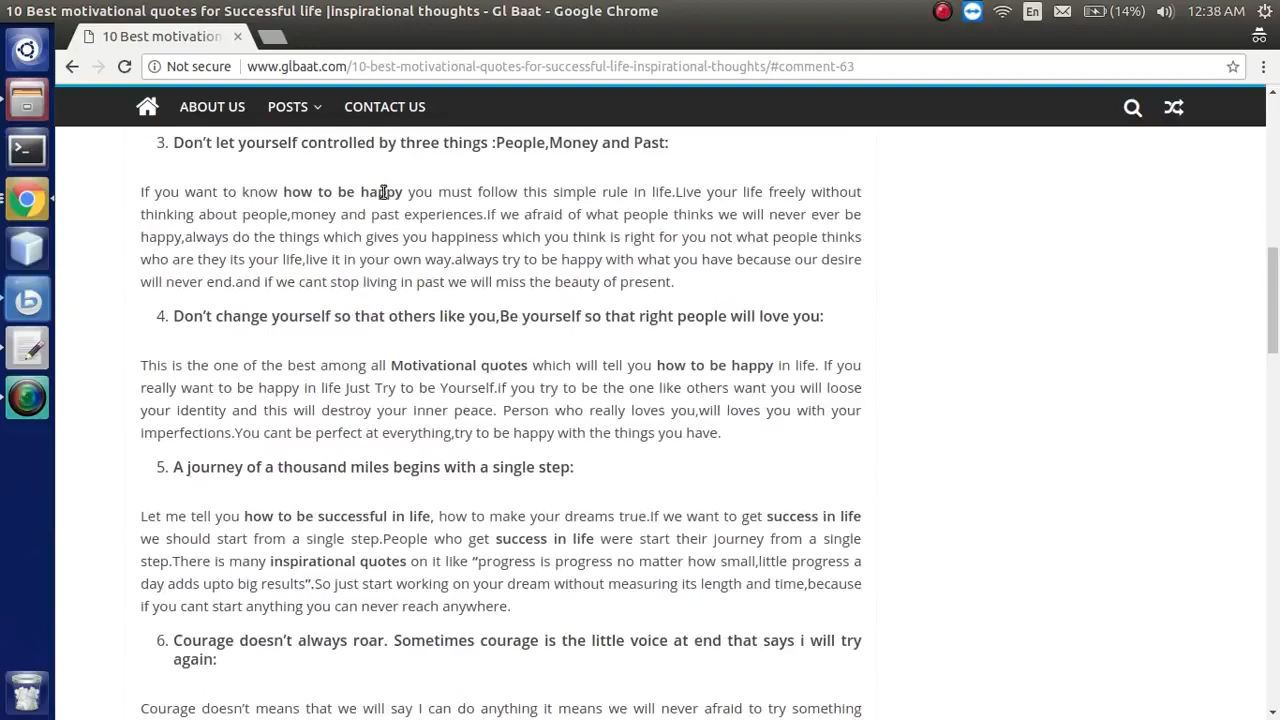 10 Best motivational quotes for Successful life |inspirational thoughts - Gl Baat - Google Chrome
En
(14%)
12:38 AM
10 Best motivation
Not secure
www.glbaat.com/10-best-motivational-quotes-for-successful-life-inspirational-thoughts/#comment-63
ABOUT US
POSTS
CONTACT US
3. Don’t let yourself controlled by three things :People,Money and Past:
If you want to know how to be happy you must follow this simple rule in life.Live your life freely without
thinking about people,money and past experiences.If we afraid of what people thinks we will never ever be
happy,always do the things which gives you happiness which you think is right for you not what people thinks
who are they its your life,live it in your own way.always try to be happy with what you have because our desire
will never end.and if we cant stop living in past we will miss the beauty of present.
4. Don’t change yourself so that others like you,Be yourself so that right people will love you:
This is the one of the best among all Motivational quotes which will tell you how to be happy in life. If you
really want to be happy in life Just Try to be Yourself.if you try to be the one like others want you will loose
your identity and this will destroy your inner peace. Person who really loves you,will loves you with your
imperfections.You cant be perfect at everything,try to be happy with the things you have.
5. A journey of a thousand miles begins with a single step:
Let me tell you how to be successful in life, how to make your dreams true.If we want to get success in life
we should start from a single step.People who get success in life were start their journey from a single
step.There is many inspirational quotes on it like “progress is progress no matter how small,little progress a
day adds upto big results”.So just start working on your dream without measuring its length and time,because
if you cant start anything you can never reach anywhere.
6. Courage doesn’t always roar. Sometimes courage is the little voice at end that says i will try
again:
Courage doesn’t means that we will say I can do anything it means we will never afraid to try something